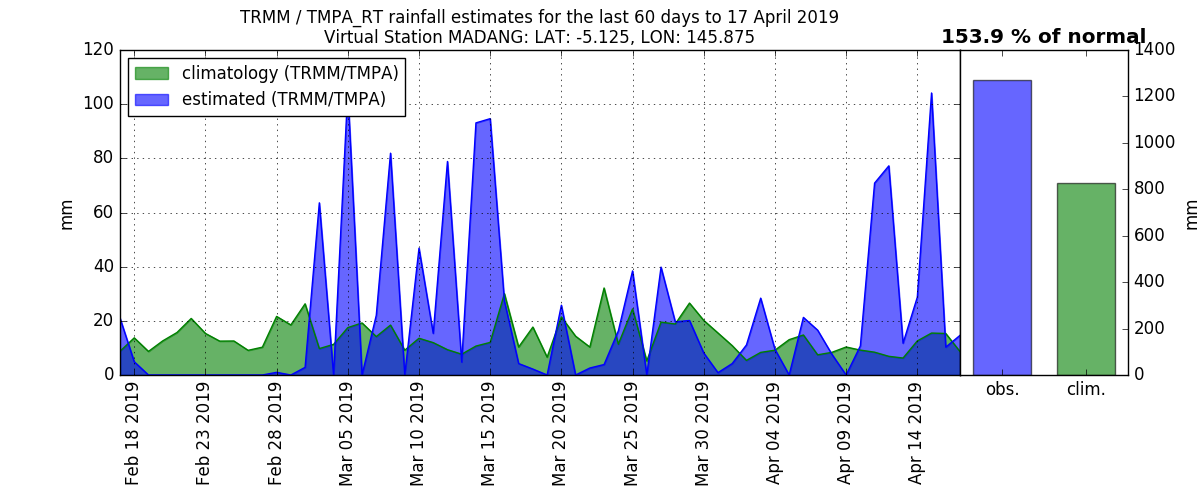 TRMM / TMPA_RT rainfall estimates for the last 60 days to 17 April 2019
Virtual Station MADANG: LAT: -5.125, LON: 145.875
153.9 % of normal
climatology (TRMM/TMPA)
estimated (TRMM/TMPA)
120
100
80
60
40
20
0
mm
Feb 18 2019
Feb 23 2019
Feb 28 2019
Mar 05 2019
Mar 10 2019
Mar 15 2019
Mar 20 2019
Mar 25 2019
Mar 30 2019
Apr 04 2019
Apr 09 2019
Apr 14 2019
obs.
clim.
1400
1200
1000
800
600
400
200
0
mm